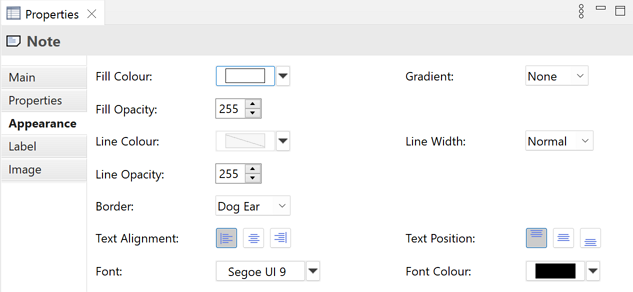 Properties
Note
Main
Properties
Appearance
Label
Image
Fill Colour:
Gradient: None
Fill Opacity: 255
Line Colour:
Line Width: Normal
Line Opacity: 255
Border: Dog Ear
Text Alignment:
Text Position:
Font: Segoe UI 9
Font Colour: